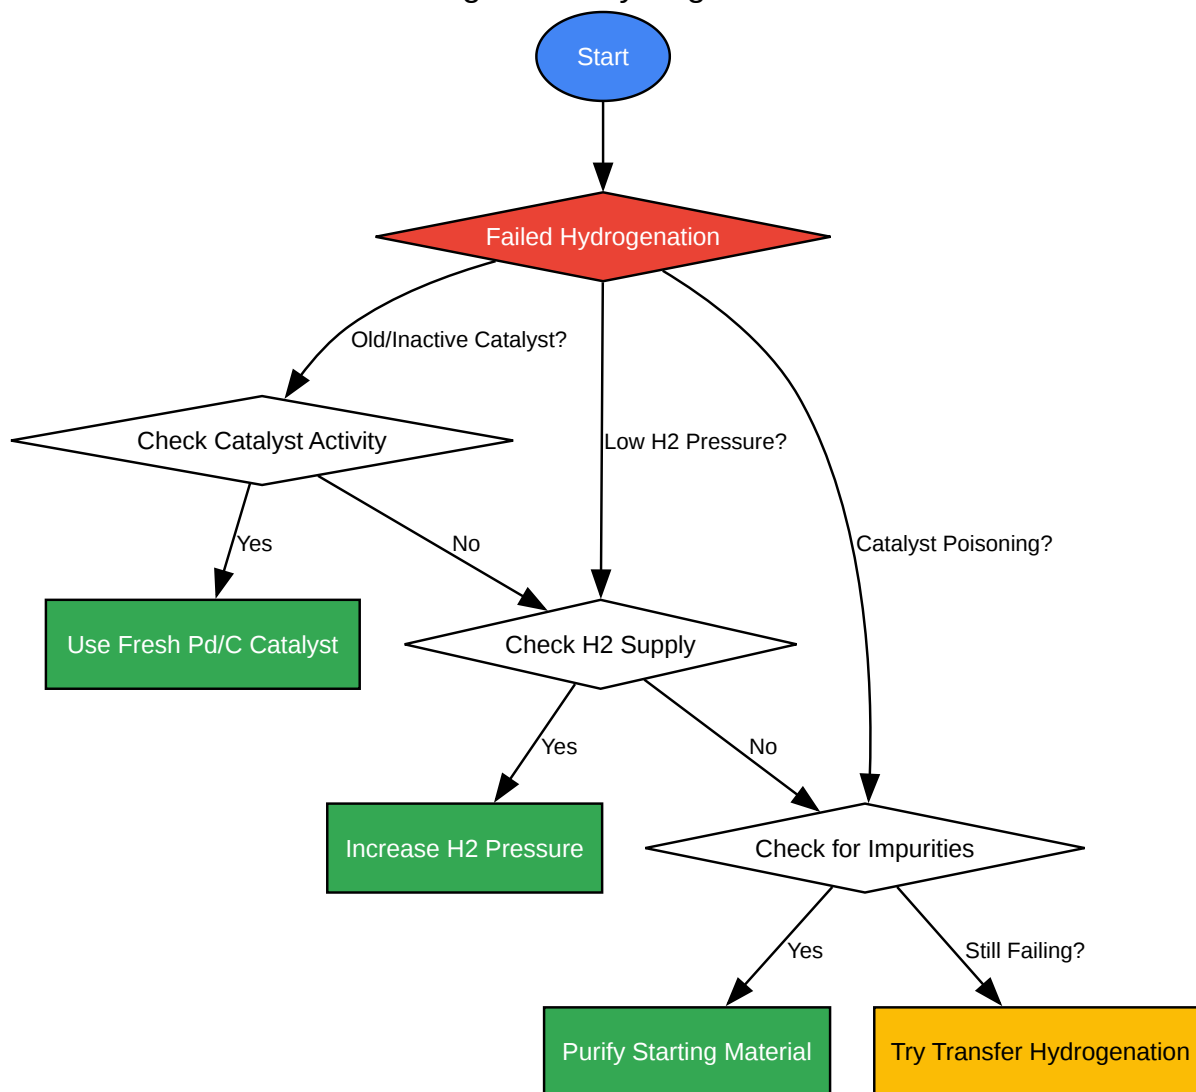 Start
Failed Hydrogenation
Old/Inactive Catalyst?
Check Catalyst Activity
Low H2 Pressure?
Yes
No
Catalyst Poisoning?
Use Fresh Pd/C Catalyst
Check H2 Supply
Yes
No
Increase H2 Pressure
Check for Impurities
Yes
Still Failing?
Purify Starting Material
Try Transfer Hydrogenation